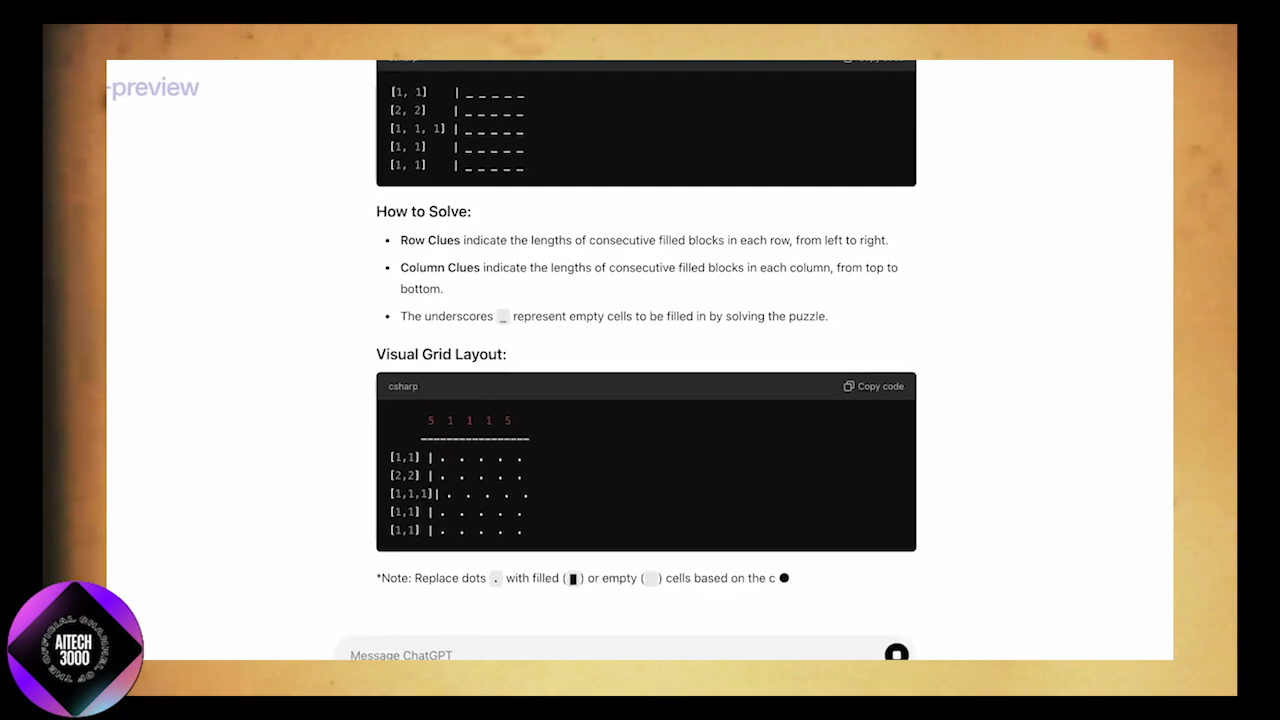 -preview
[1, 1] | _ _ _ _ _
[2, 2] | _ _ _ _ _
[1, 1, 1] | _ _ _ _ _
[1, 1] | _ _ _ _ _
[1, 1] | _ _ _ _ _
How to Solve:
• Row Clues indicate the lengths of consecutive filled blocks in each row, from left to right.
• Column Clues indicate the lengths of consecutive filled blocks in each column, from top to
bottom.
• The underscores _ represent empty cells to be filled in by solving the puzzle.
Visual Grid Layout:
csharp
Copy code
5 1 1 1 5
-----------------
[1,1] | . . . . .
[2,2] | . . . . .
[1,1,1]| . . . . .
[1,1] | . . . . .
[1,1] | . . . . .
*Note: Replace dots . with filled (█) or empty ( ) cells based on the c
Message ChatGPT
THE OFFICIAL CHANNEL OF THE
AITECH
3000